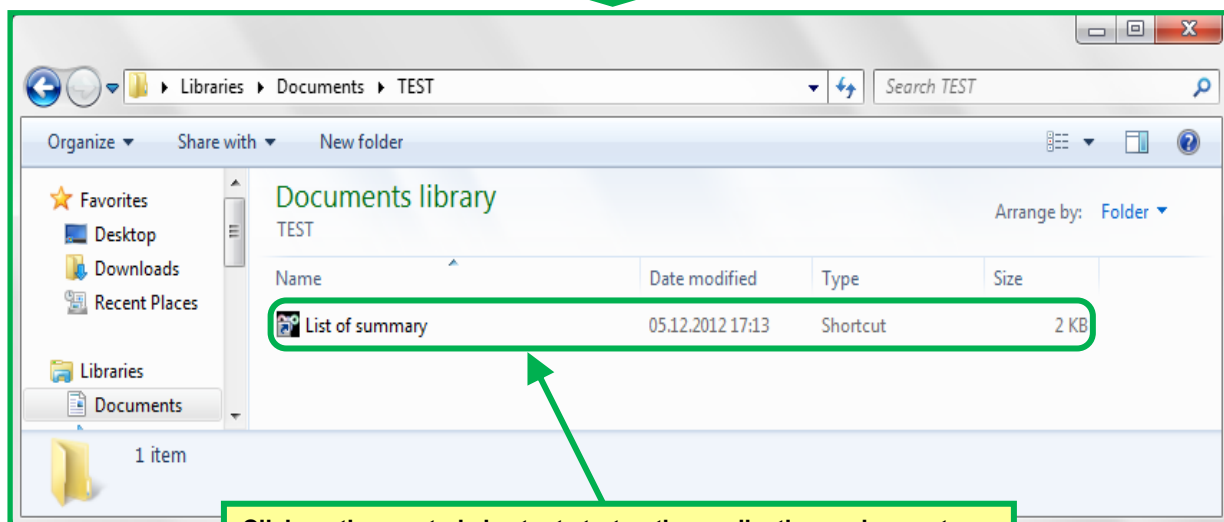 Libraries Documents TEST
Search TEST
Organize Share with New folder
Favorites
Desktop
Downloads
Recent Places
Libraries
Documents
Documents library
TEST
Arrange by: Folder
Name Date modified Type Size
List of summary 05.12.2012 17:13 Shortcut 2 KB
1 item